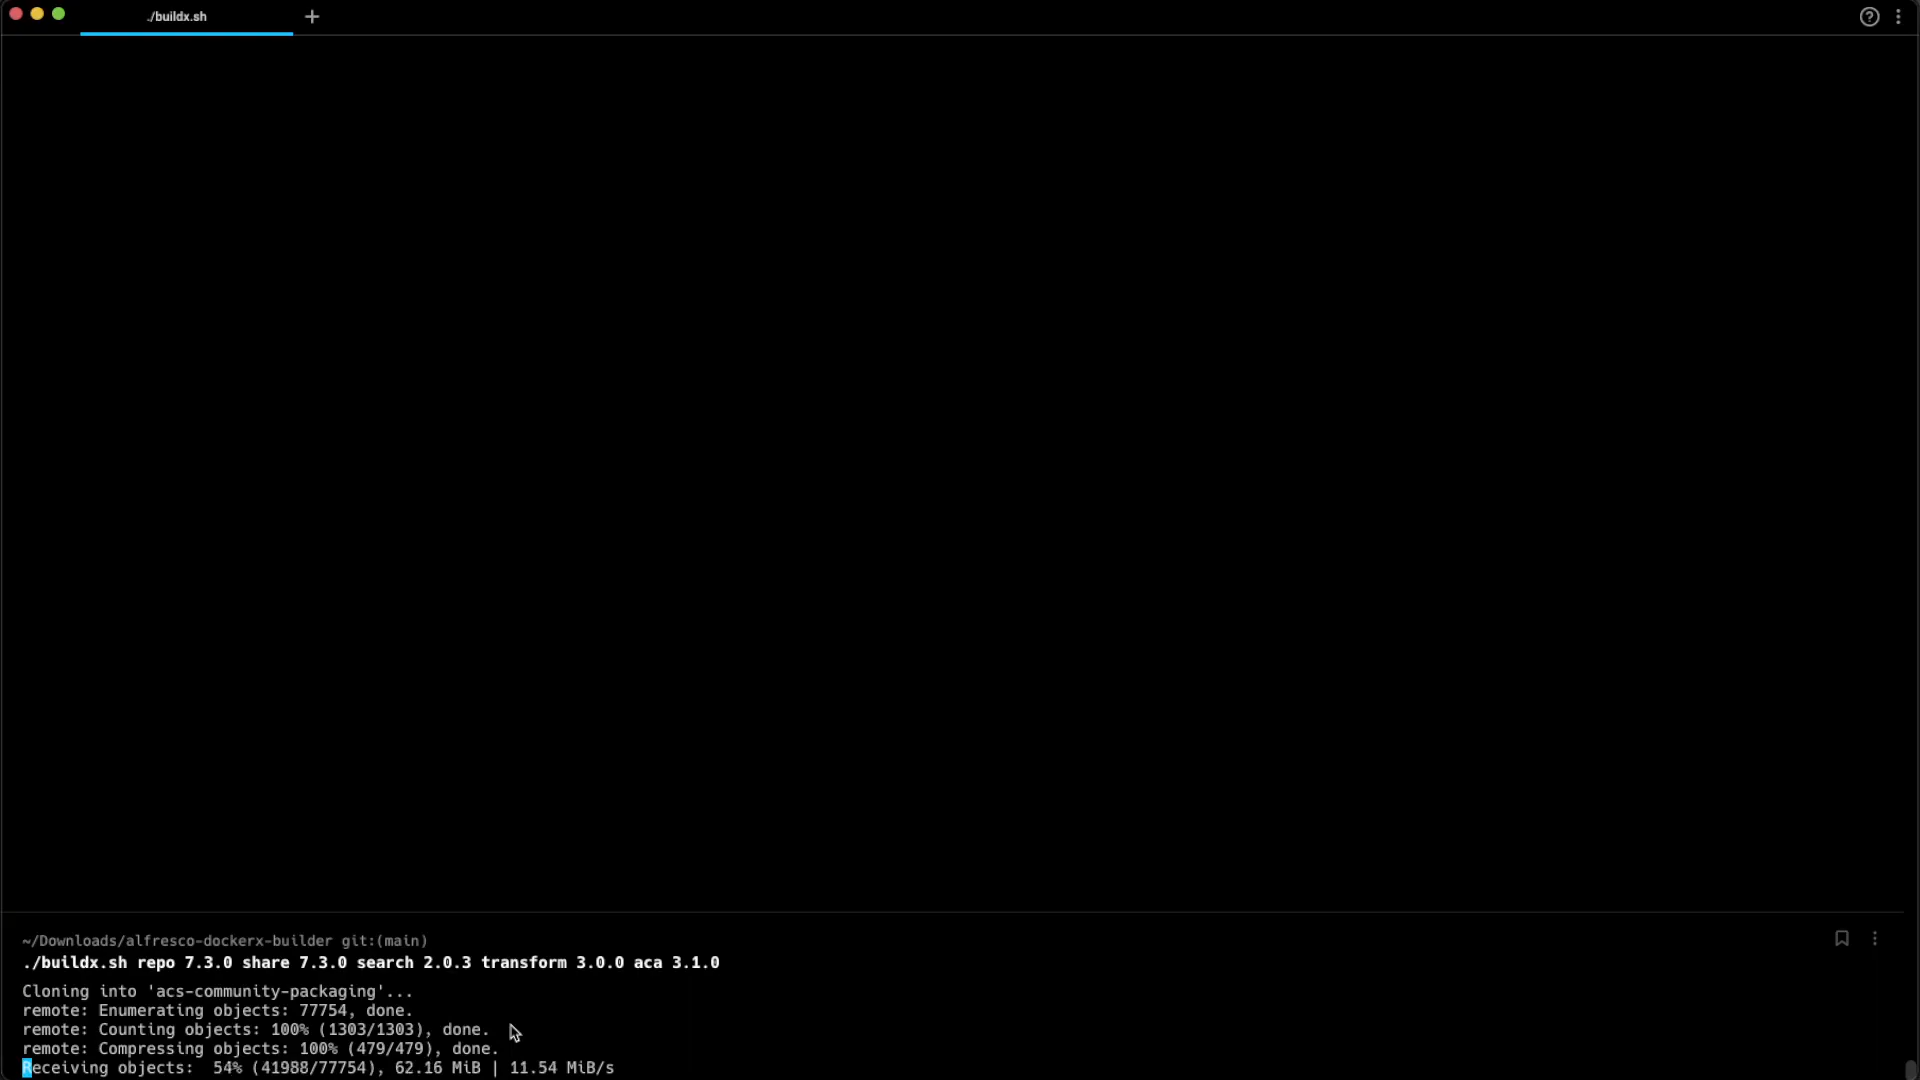 ./buildx.sh
~/Downloads/alfresco-dockerx-builder git:(main)
./buildx.sh repo 7.3.0 share 7.3.0 search 2.0.3 transform 3.0.0 aca 3.1.0
Cloning into 'acs-community-packaging'...
remote: Enumerating objects: 77754, done.
remote: Counting objects: 100% (1303/1303), done.
remote: Compressing objects: 100% (479/479), done.
Receiving objects:  54% (41988/77754), 62.16 MiB | 11.54 MiB/s